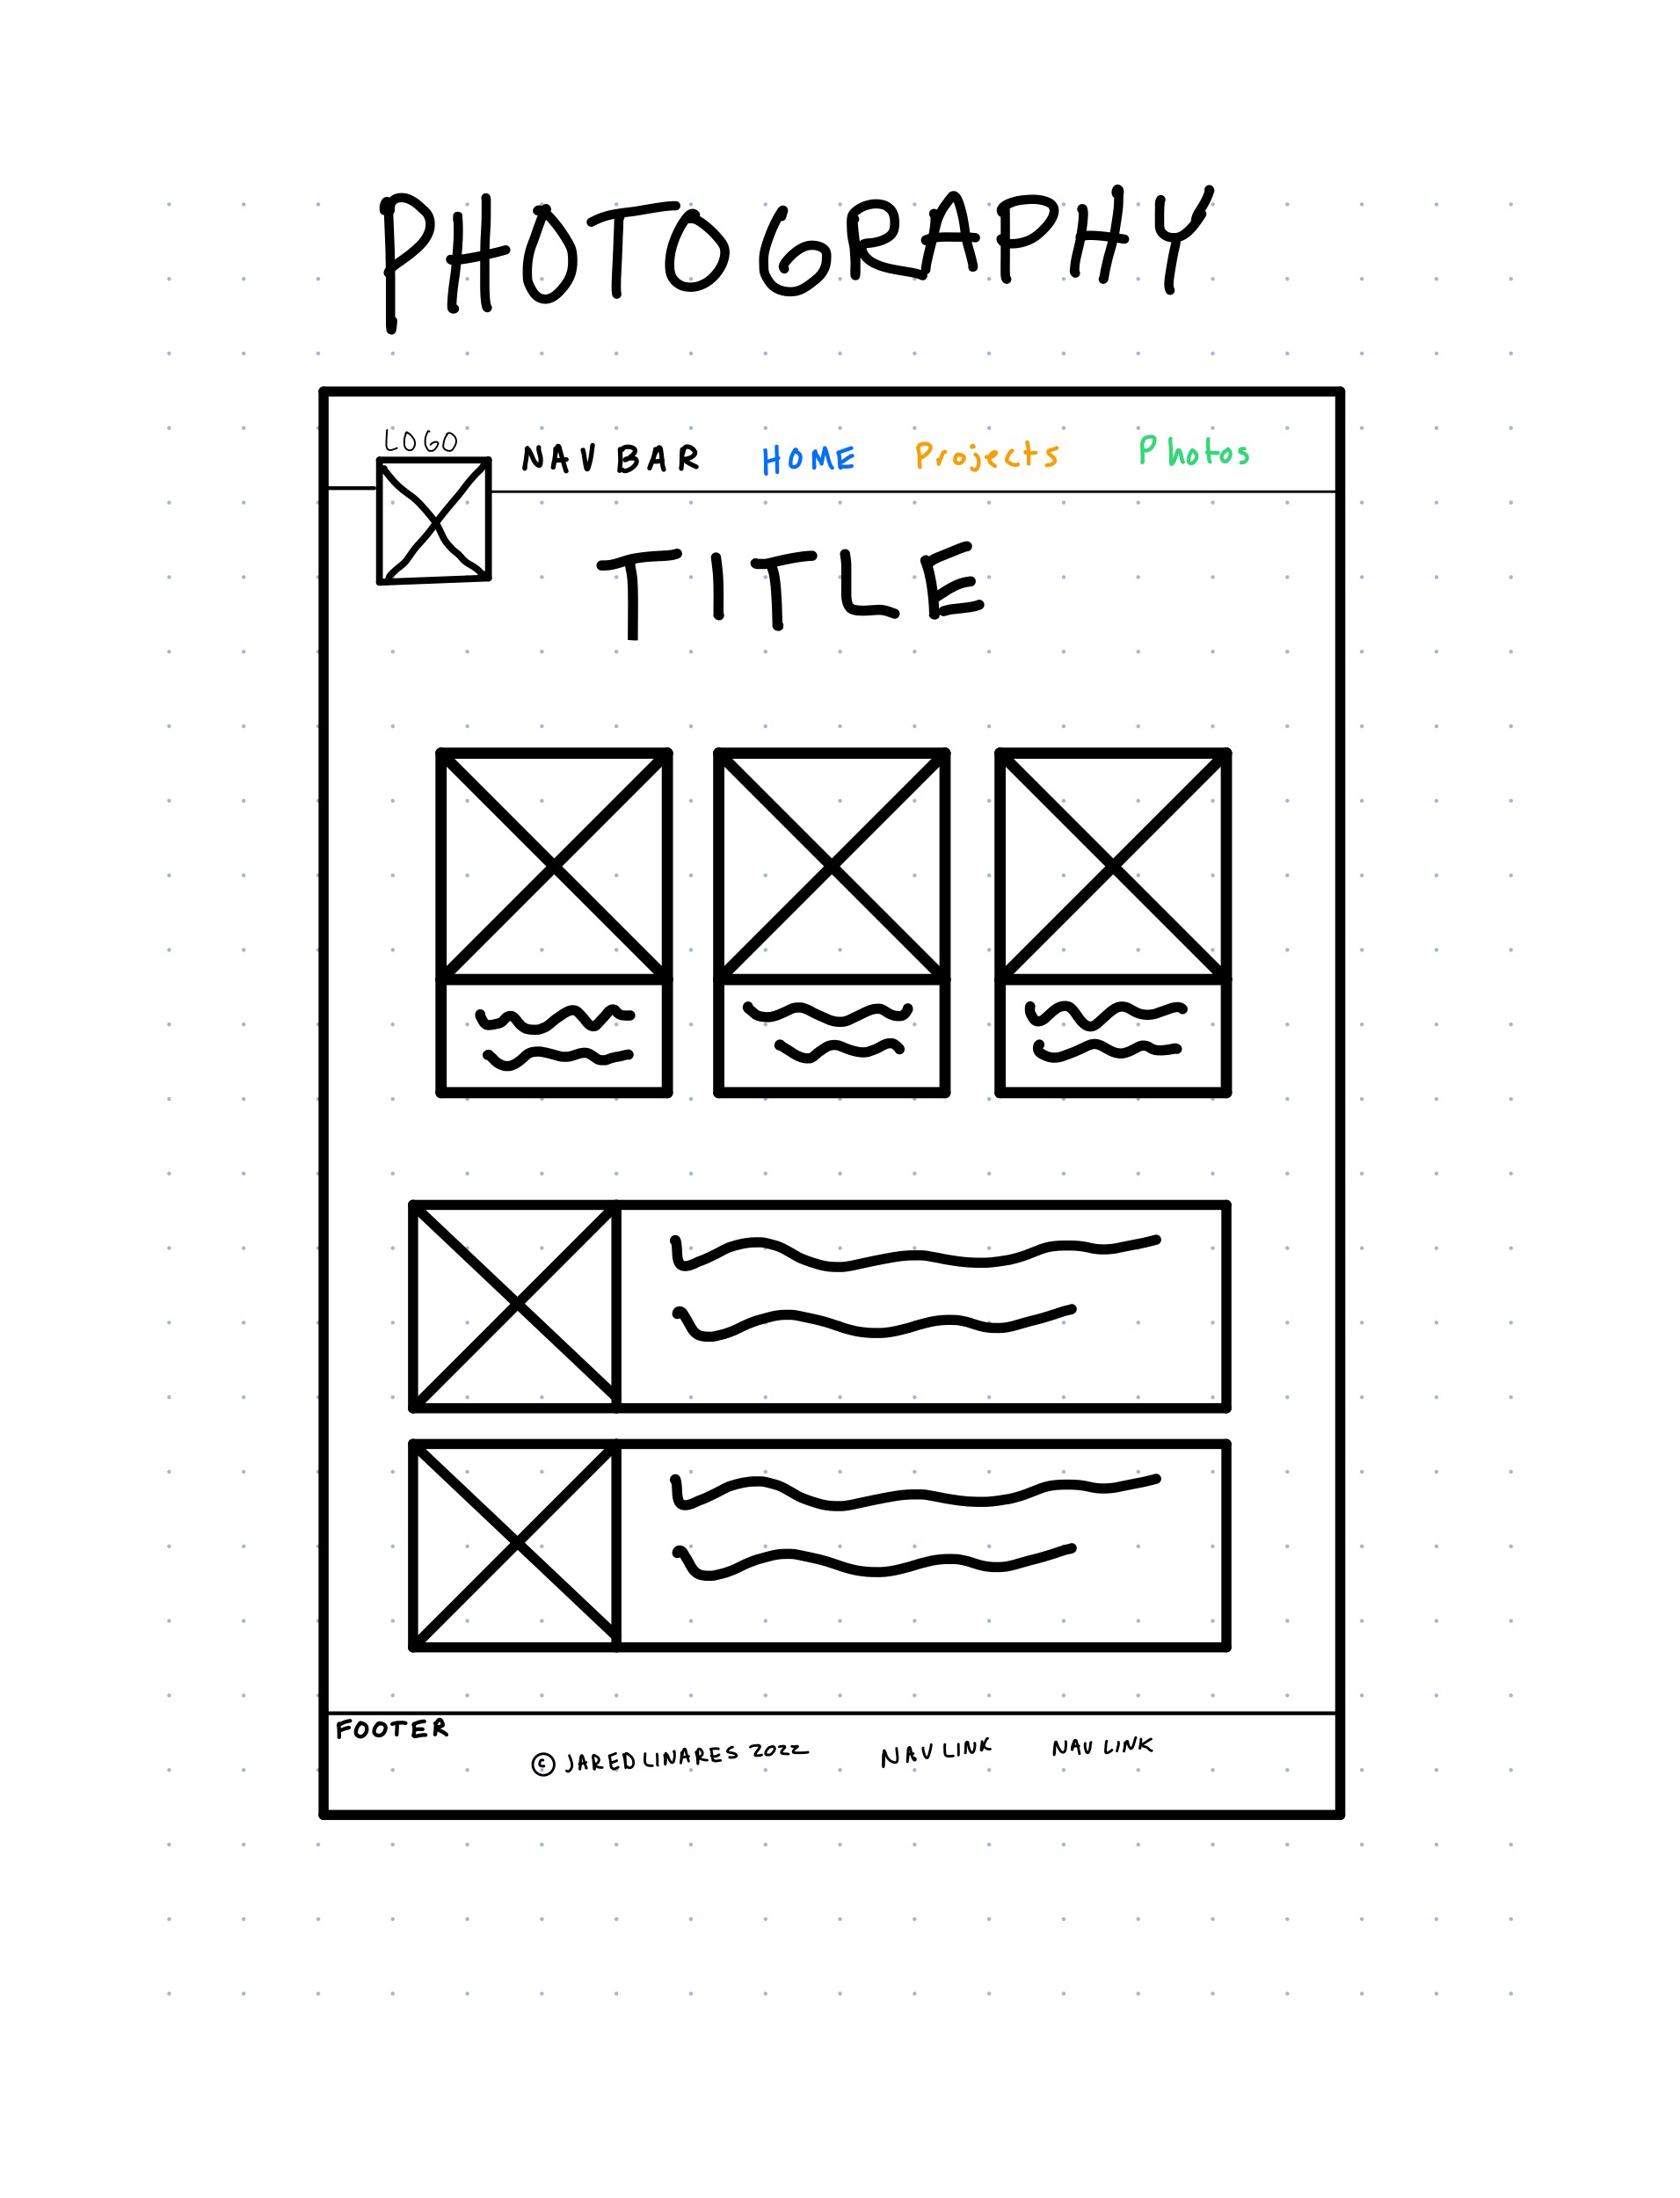 PHOTOGRAPHY
LOGO
NAV BAR HOME Projects Photos
TITLE
FOOTER
© JARED LINARES 2022 NAV LINK NAV LINK